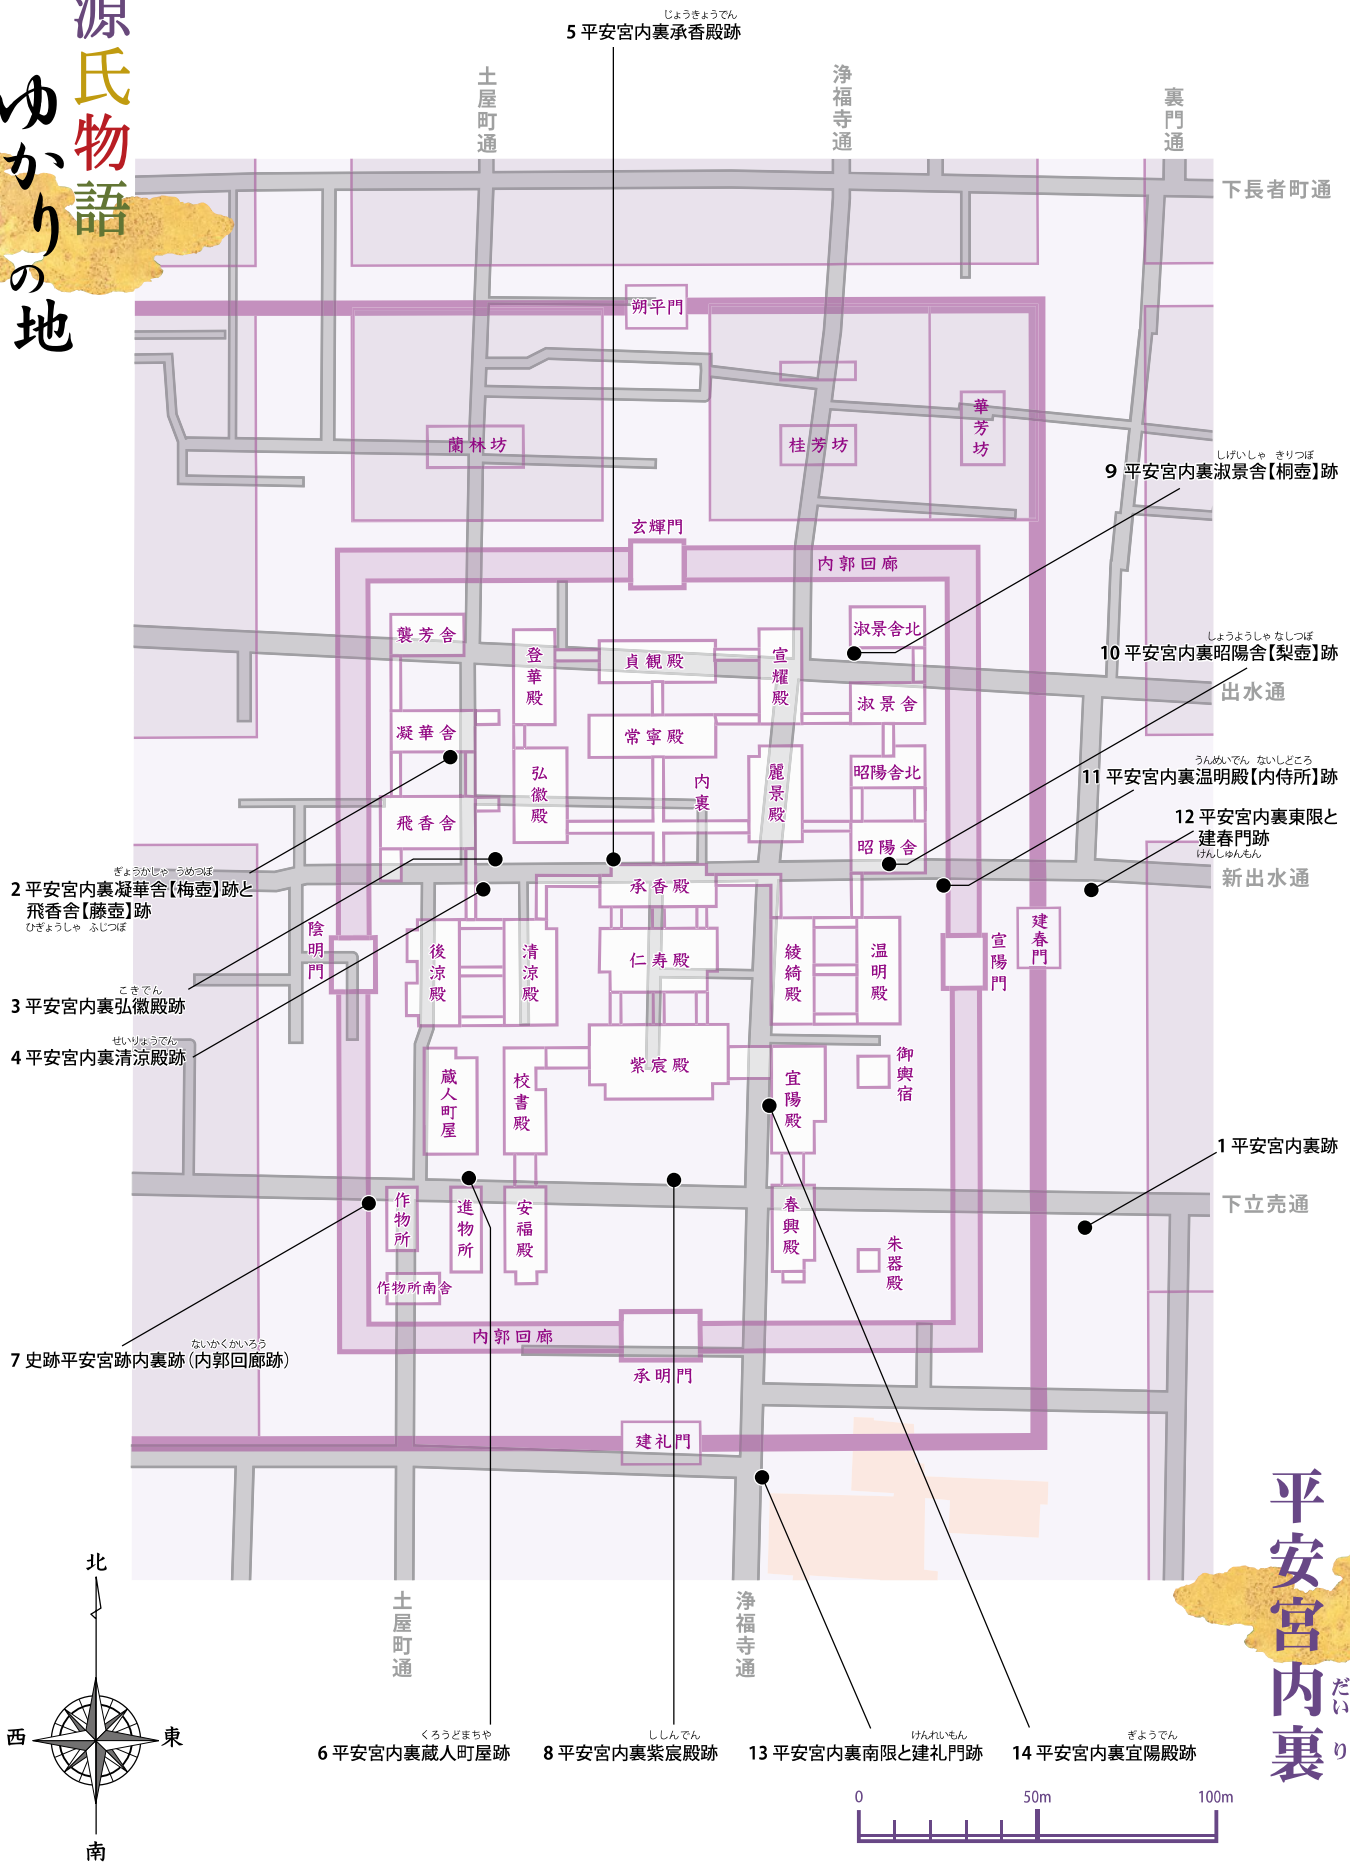 源氏物語
ゆかりの地
じょうきょうでん
5 平安宮内裏承香殿跡
土屋町通
浄福寺通
裏門通
下長者町通
朔平門
蘭林坊
桂芳坊
華芳坊
しげいしゃ きりつぼ
9 平安宮内裏淑景舎【桐壺】跡
玄輝門
内郭回廊
襲芳舎
登華殿
貞観殿
宣耀殿
淑景舎北
しょうようしゃ なしつぼ
10 平安宮内裏昭陽舎【梨壺】跡
出水通
凝華舎
常寧殿
淑景舎
弘徽殿
内裏
麗景殿
昭陽舎北
うんめいでん ないしどころ
11 平安宮内裏温明殿【内侍所】跡
12 平安宮内裏東限と
建春門跡
けんしゅんもん
飛香舎
昭陽舎
新出水通
ぎょうかしゃ うめつぼ
2 平安宮内裏凝華舎【梅壺】跡と
飛香舎【藤壺】跡
ひぎょうしゃ ふじつぼ
承香殿
陰明門
後涼殿
清涼殿
仁寿殿
綾綺殿
温明殿
宣陽門
建春門
こきでん
3 平安宮内裏弘徽殿跡
せいりょうでん
4 平安宮内裏清涼殿跡
蔵人町屋
校書殿
紫宸殿
宜陽殿
御輿宿
1 平安宮内裏跡
下立売通
作物所
進物所
安福殿
春興殿
朱器殿
作物所南舎
ないかくかいろう
7 史跡平安宮跡内裏跡（内郭回廊跡）
内郭回廊
承明門
建礼門
土屋町通
浄福寺通
北
西
東
南
くろうどまちや
6 平安宮内裏蔵人町屋跡
ししんでん
8 平安宮内裏紫宸殿跡
けんれいもん
13 平安宮内裏南限と建礼門跡
ぎようでん
14 平安宮内裏宜陽殿跡
平安宮内裏
だいり
0 50m 100m